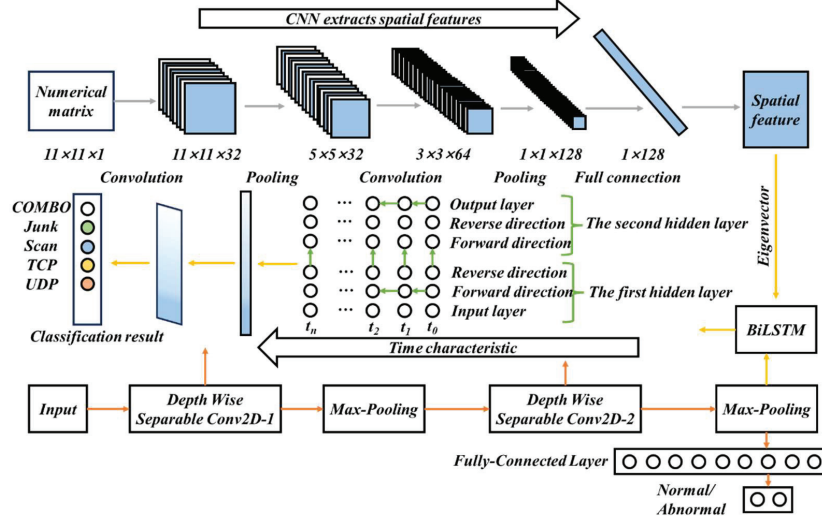 CNN extracts spatial features
Numerical
matrix
Spatial
feature
11×11×1
11×11×32
5×5×32
3×3×64
1×1×128
1×128
Convolution
Pooling
Convolution
Pooling
Full connection
COMBO
Junk
Scan
TCP
UDP
Classification result
... Output layer
... Reverse direction
... Forward direction
The second hidden layer
... Reverse direction
... Forward direction
... Input layer
The first hidden layer
tn ... t2 t1 t0
Eigenvector
BiLSTM
Time characteristic
Input
Depth Wise
Separable Conv2D-1
Max-Pooling
Depth Wise
Separable Conv2D-2
Max-Pooling
Fully-Connected Layer
Normal/
Abnormal